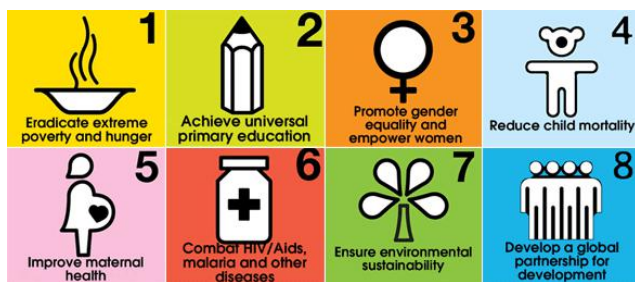 1
Eradicate extreme
poverty and hunger
2
Achieve universal
primary education
3
Promote gender
equality and
empower women
4
Reduce child mortality
5
Improve maternal
health
6
Combat HIV/Aids,
malaria and other
diseases
7
Ensure environmental
sustainability
8
Develop a global
partnership for
development